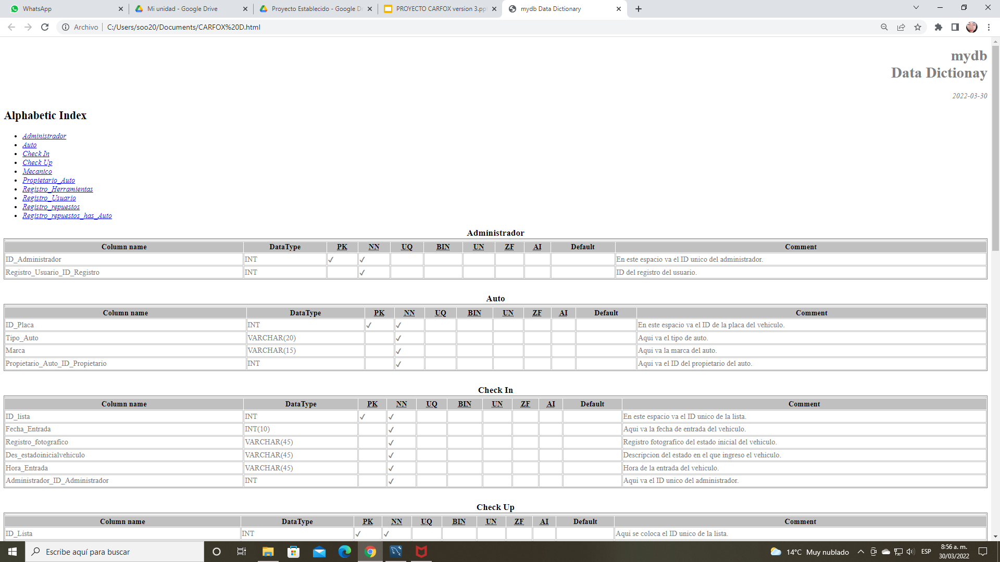 WhatsApp
Mi unidad - Google Drive
Proyecto Establecido - Google D
PROYECTO CARFOX version 3.pp
mydb Data Dictionary
Archivo C:/Users/soo20/Documents/CARFOX%20D.html
mydb
Data Dictionay
2022-03-30
Alphabetic Index
Administrador
Auto
Check In
Check Up
Mecanico
Propietario_Auto
Registro_Herramientas
Registro_Usuario
Registro_repuestos
Registro_repuestos_has_Auto
Administrador
Column name DataType PK NN UQ BIN UN ZF AI Default Comment
ID_Administrador INT ✓ ✓ En este espacio va el ID unico del administrador.
Registro_Usuario_ID_Registro INT ✓ ID del registro del usuario.
Auto
Column name DataType PK NN UQ BIN UN ZF AI Default Comment
ID_Placa INT ✓ ✓ En este espacio va el ID de la placa del vehiculo.
Tipo_Auto VARCHAR(20) ✓ Aqui va el tipo de auto.
Marca VARCHAR(15) ✓ Aqui va la marca del auto.
Propietario_Auto_ID_Propietario INT ✓ Aqui va el ID del propietario del auto.
Check In
Column name DataType PK NN UQ BIN UN ZF AI Default Comment
ID_lista INT ✓ ✓ En este espacio va el ID unico de la lista.
Fecha_Entrada INT(10) ✓ Aqui va la fecha de entrada del vehiculo.
Registro_fotografico VARCHAR(45) ✓ Registro fotografico del estado inicial del vehiculo.
Des_estadoinicialvehiculo VARCHAR(45) ✓ Descripcion del estado en el que ingreso el vehiculo.
Hora_Entrada VARCHAR(45) ✓ Hora de la entrada del vehiculo.
Administrador_ID_Administrador INT ✓ Aqui va el ID unico del administrador.
Check Up
Column name DataType PK NN UQ BIN UN ZF AI Default Comment
ID_Lista INT ✓ ✓ Aqui se coloca el ID unico de la lista.
Escribe aquí para buscar
14°C Muy nublado
ESP
8:56 a. m.
30/03/2022